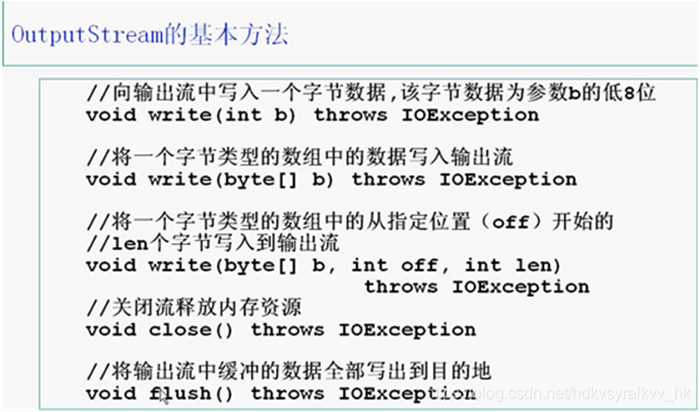 OutputStream的基本方法
//向输出流中写入一个字节数据,该字节数据为参数b的低8位
void write(int b) throws IOException
//将一个字节类型的数组中的数据写入输出流
void write(byte[] b) throws IOException
//将一个字节类型的数组中的从指定位置（off）开始的
//len个字节写入到输出流
void write(byte[] b, int off, int len)
throws IOException
//关闭流释放内存资源
void close() throws IOException
//将输出流中缓冲的数据全部写出到目的地
void flush() throws IOException
blog.csdn.net/hdkvsyralkvv_hk